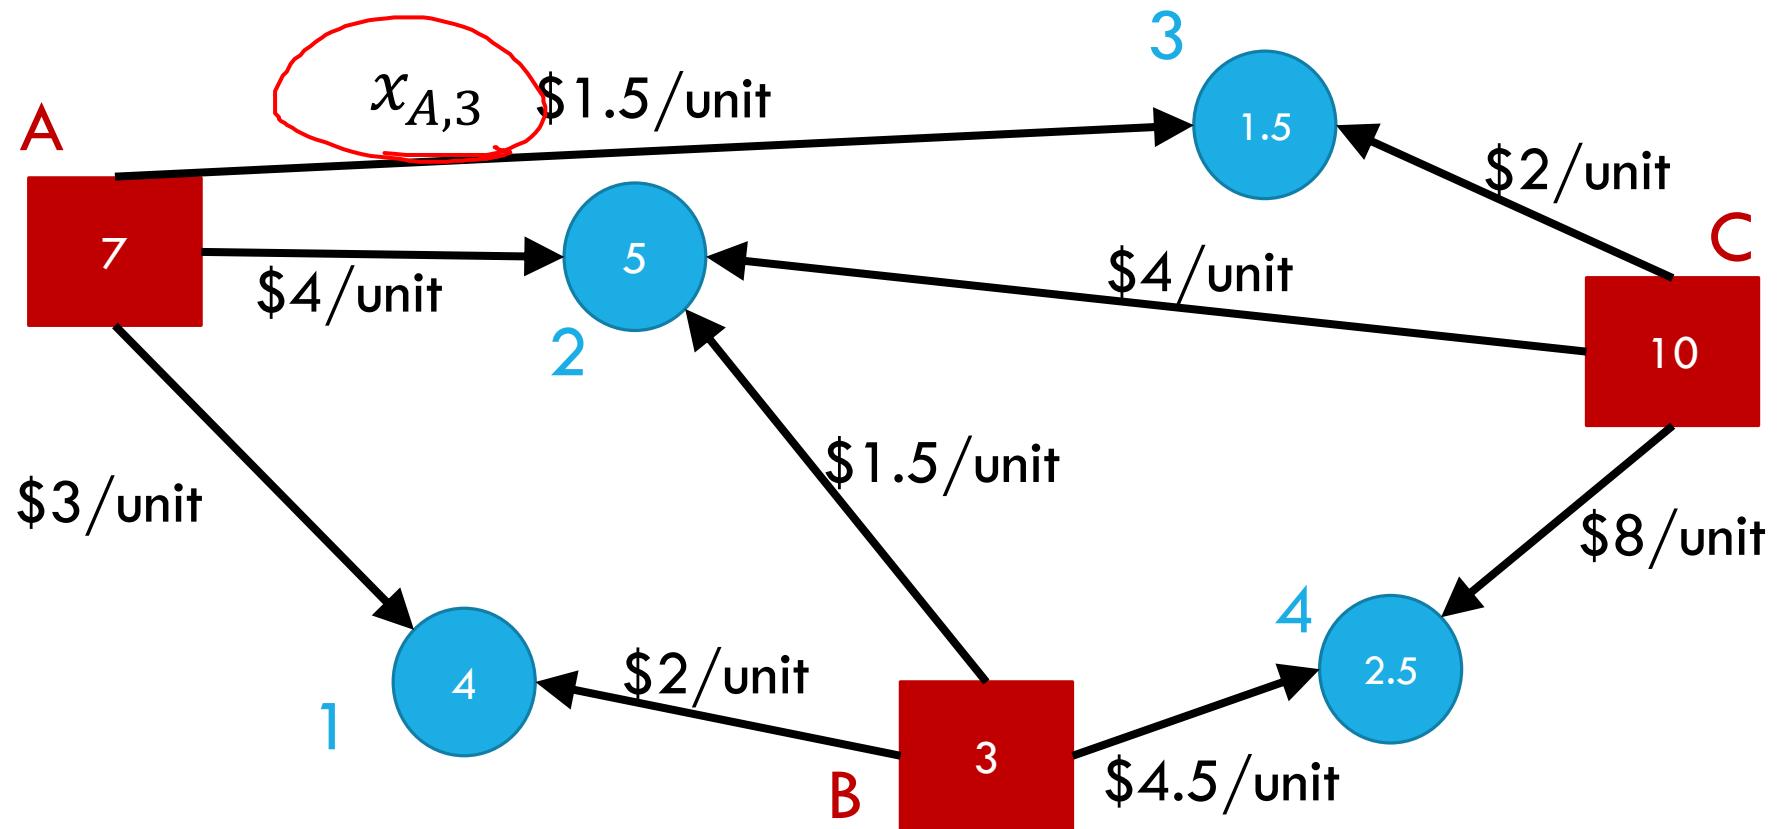 3
x_{A,3} $1.5/unit
A
1.5
$2/unit
C
7
5
$4/unit
$4/unit
2
10
$1.5/unit
$3/unit
$8/unit
4
2.5
4
$2/unit
1
3
$4.5/unit
B